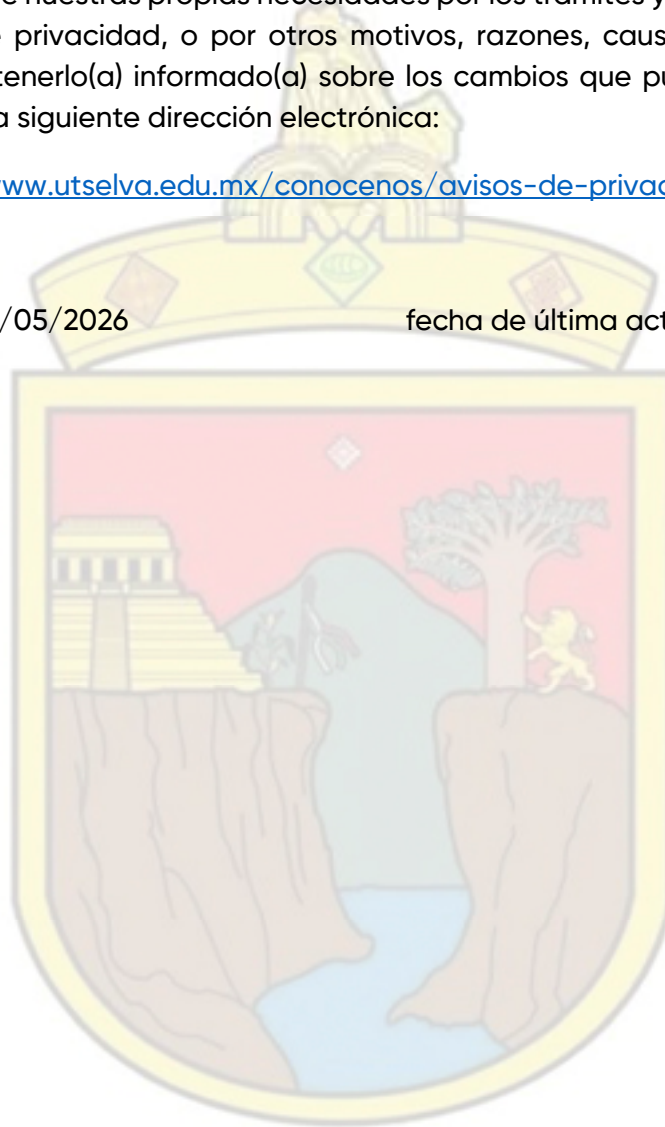 e nuestras propias necesidades por los trámites y
privacidad, o por otros motivos, razones, caus
tenerlo(a) informado(a) sobre los cambios que pu
a siguiente dirección electrónica:
www.utselva.edu.mx/conocenos/avisos-de-privac
/05/2026 fecha de última act